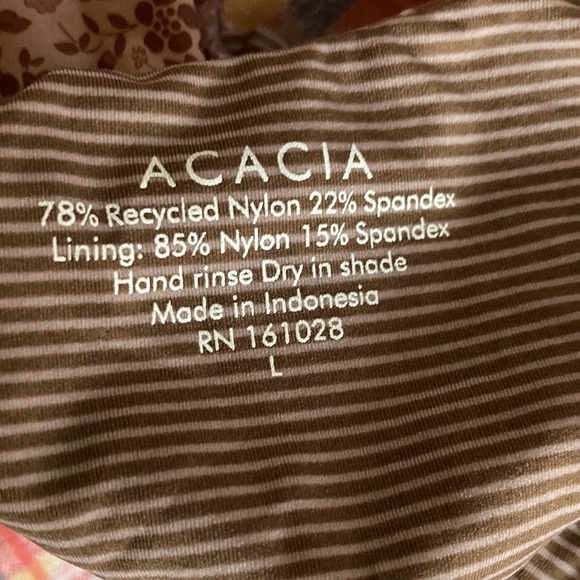 ACACIA
78% Recycled Nylon 22% Spandex
Lining: 85% Nylon 15% Spandex
Hand rinse Dry in shade
Made in Indonesia
RN 161028
L